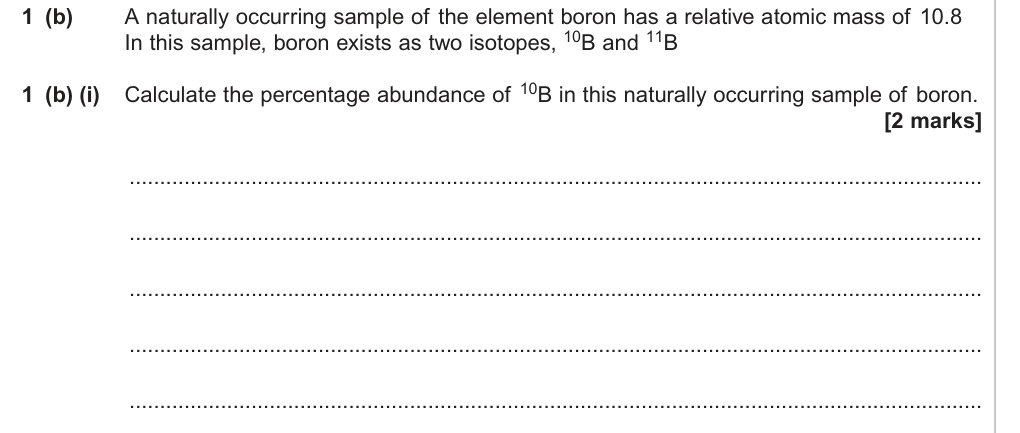 1 (b) A naturally occurring sample of the element boron has a relative atomic mass of 10.8
In this sample, boron exists as two isotopes, ¹⁰B and ¹¹B
1 (b) (i) Calculate the percentage abundance of ¹⁰B in this naturally occurring sample of boron.
[2 marks]